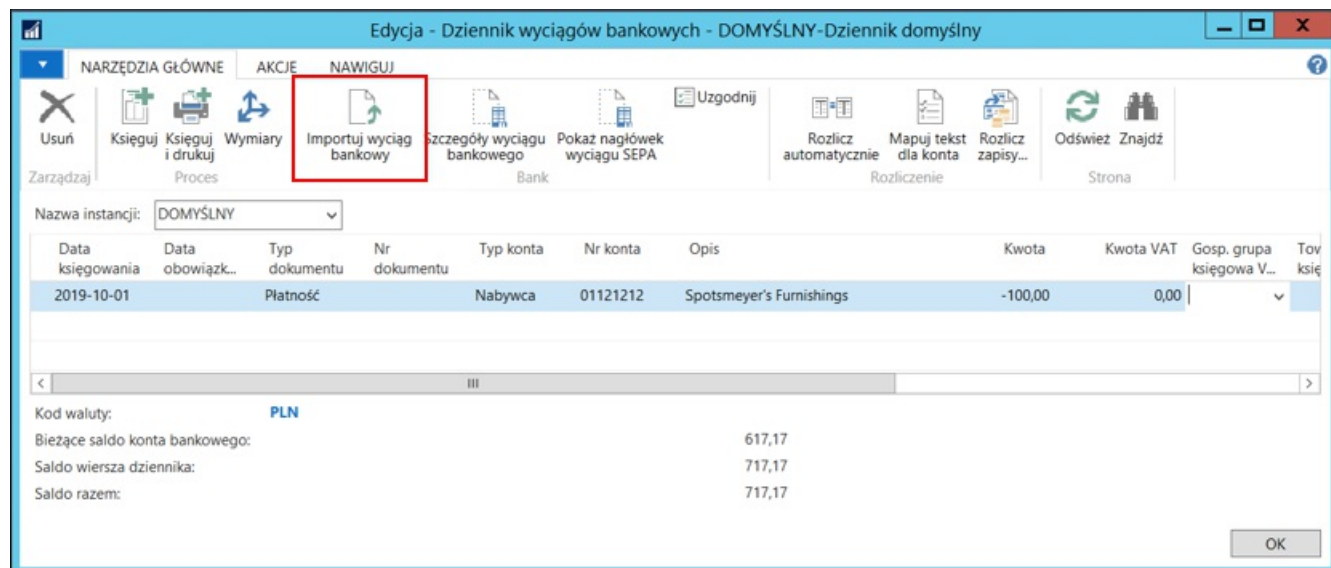 Edycja - Dziennik wyciągów bankowych - DOMYŚLNY-Dziennik domyślny
NARZĘDZIA GŁÓWNE AKCJE NAWIGUJ
Usuń
Księguj
Księguj i drukuj
Wymiary
Importuj wyciąg bankowy
Szczegóły wyciągu bankowego
Pokaż nagłówek wyciągu SEPA
Uzgodnij
Rozlicz automatycznie
Mapuj tekst dla konta
Rozlicz zapisy...
Odśwież
Znajdź
Zarządzaj Proces Bank Rozliczenie Strona
Nazwa instancji: DOMYŚLNY
Data księgowania
Data obowiązk...
Typ dokumentu
Nr dokumentu
Typ konta
Nr konta
Opis
Kwota
Kwota VAT
Gosp. grupa księgowa V...
Tow księ
2019-10-01 Płatność Nabywca 01121212 Spotsmeyer's Furnishings -100,00 0,00
Kod waluty: PLN
Bieżące saldo konta bankowego: 617,17
Saldo wiersza dziennika: 717,17
Saldo razem: 717,17
OK